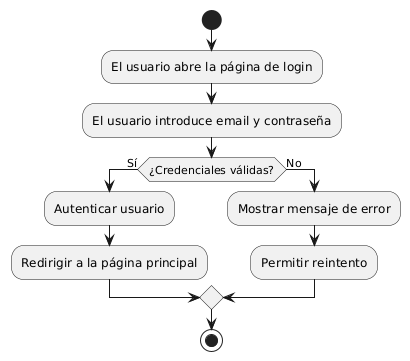 El usuario abre la página de login
El usuario introduce email y contraseña
Sí
¿Credenciales válidas?
No
Autenticar usuario
Mostrar mensaje de error
Redirigir a la página principal
Permitir reintento